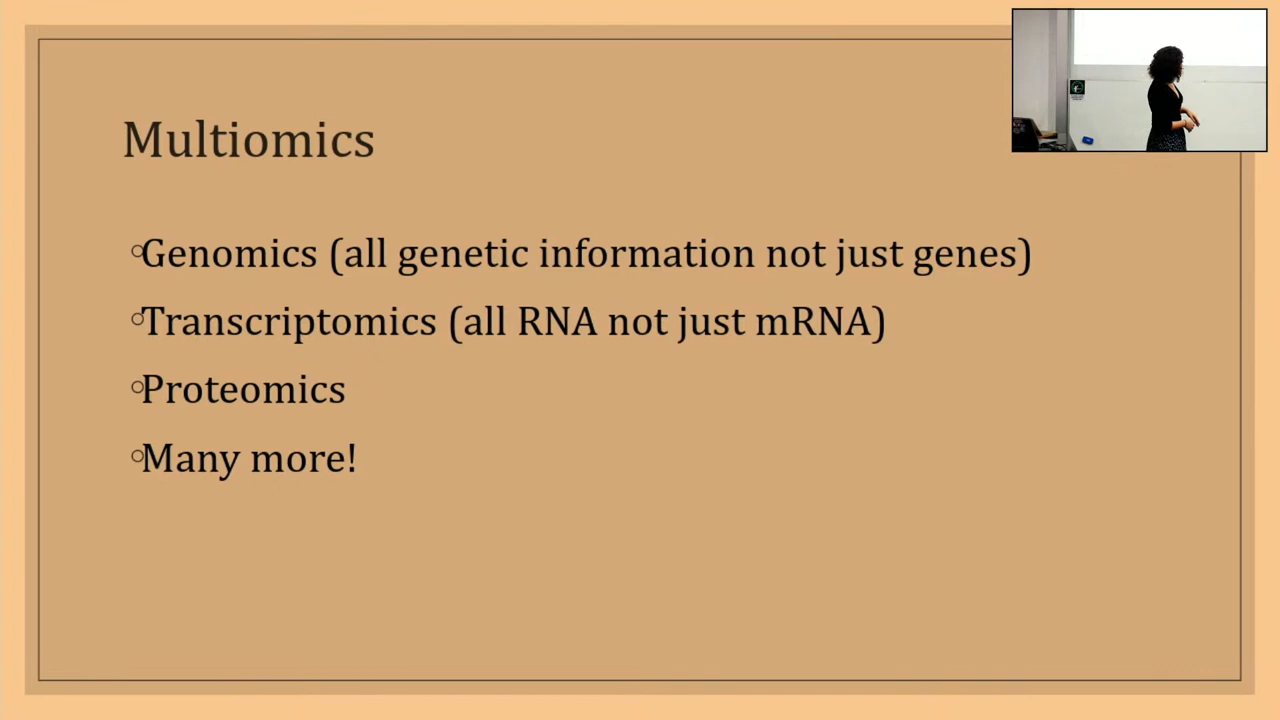 Multiomics
Genomics (all genetic information not just genes)
Transcriptomics (all RNA not just mRNA)
Proteomics
Many more!